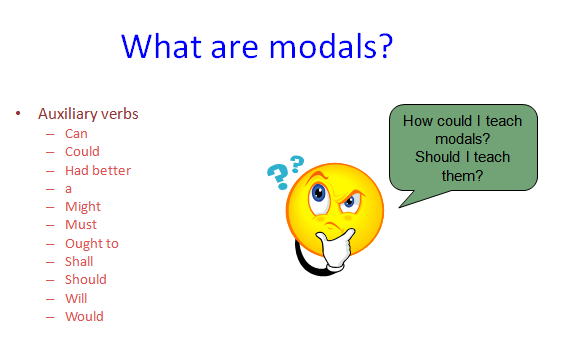 What are modals?
• Auxiliary verbs
– Can
– Could
– Had better
– a
– Might
– Must
– Ought to
– Shall
– Should
– Will
– Would
??
How could I teach
modals?
Should I teach
them?